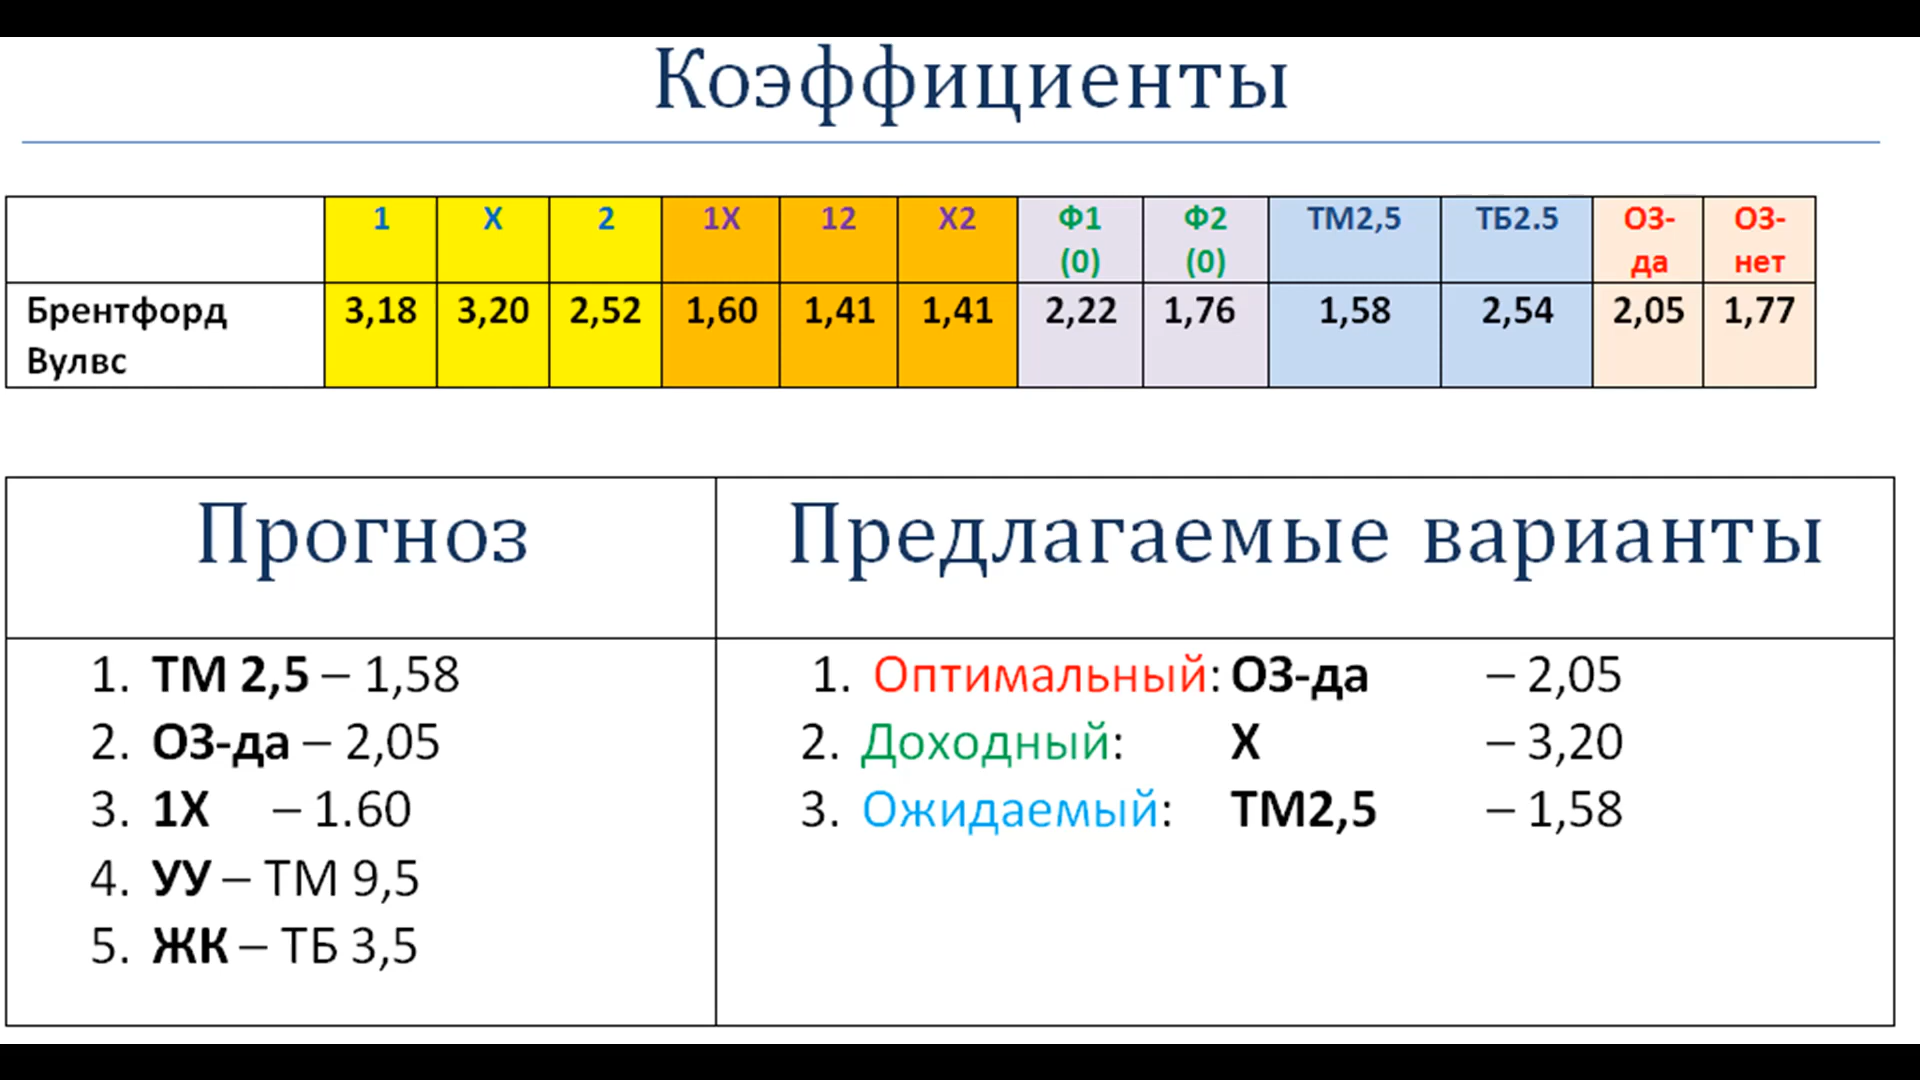 Коэффициенты
1 X 2 1X 12 X2 Ф1 (0) Ф2 (0) ТМ2,5 ТБ2.5 ОЗ-да ОЗ-нет
Брентфорд Вулвс 3,18 3,20 2,52 1,60 1,41 1,41 2,22 1,76 1,58 2,54 2,05 1,77
Прогноз
1. ТМ 2,5 – 1,58
2. ОЗ-да – 2,05
3. 1X – 1.60
4. УУ – ТМ 9,5
5. ЖК – ТБ 3,5
Предлагаемые варианты
1. Оптимальный: ОЗ-да – 2,05
2. Доходный: X – 3,20
3. Ожидаемый: ТМ2,5 – 1,58